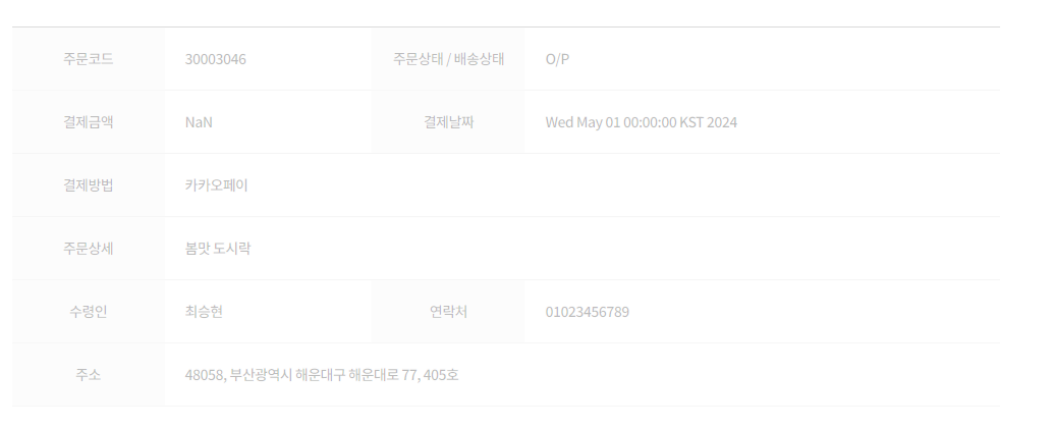 주문코드 30003046 주문상태 / 배송상태 O/P
결제금액 NaN 결제날짜 Wed May 01 00:00:00 KST 2024
결제방법 카카오페이
주문상세 봄맛 도시락
수령인 최승현 연락처 01023456789
주소 48058, 부산광역시 해운대구 해운대로 77, 405호